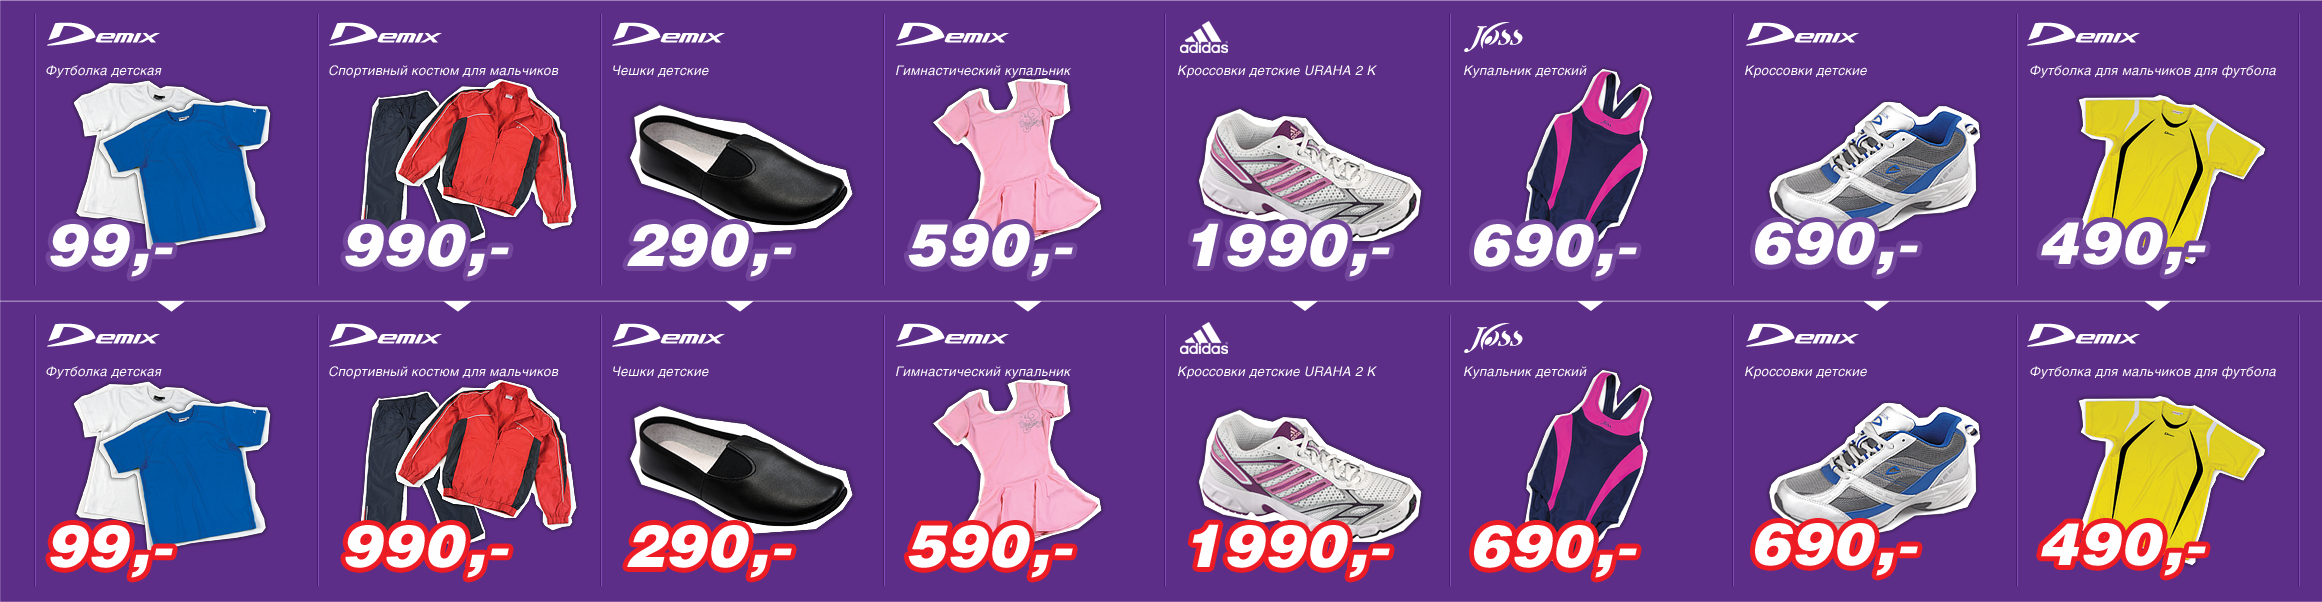 Demix
Футболка детская
99,-
Demix
Спортивный костюм для мальчиков
990,-
Demix
Чешки детские
290,-
Demix
Гимнастический купальник
590,-
adidas
Кроссовки детские URAHA 2 K
1990,-
Joss
Купальник детский
690,-
Demix
Кроссовки детские
690,-
Demix
Футболка для мальчиков для футбола
490,-
Demix
Футболка детская
99,-
Demix
Спортивный костюм для мальчиков
990,-
Demix
Чешки детские
290,-
Demix
Гимнастический купальник
590,-
adidas
Кроссовки детские URAHA 2 K
1990,-
Joss
Купальник детский
690,-
Demix
Кроссовки детские
690,-
Demix
Футболка для мальчиков для футбола
490,-